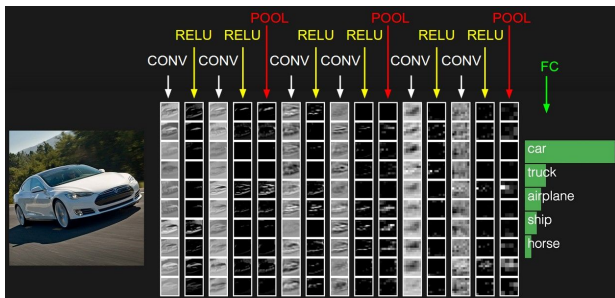 POOL POOL POOL
RELU RELU RELU RELU RELU RELU
CONV CONV CONV CONV CONV CONV
FC
car
truck
airplane
ship
horse